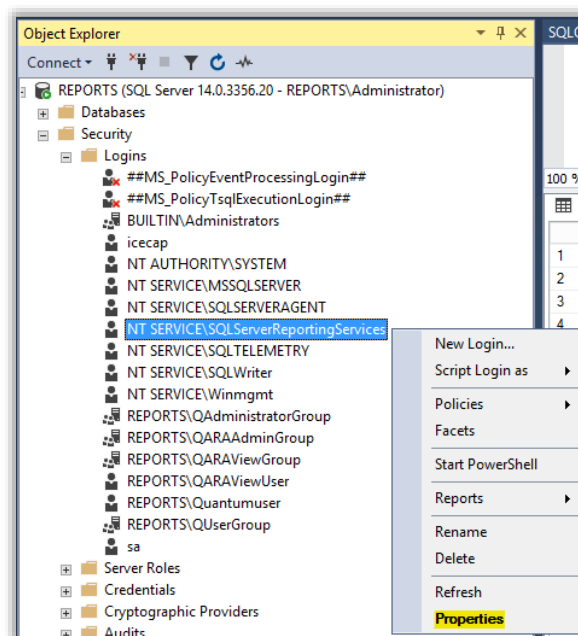 Object Explorer
SQLQ
Connect
REPORTS (SQL Server 14.0.3356.20 - REPORTS\Administrator)
Databases
Security
Logins
##MS_PolicyEventProcessingLogin##
100 %
##MS_PolicyTsqlExecutionLogin##
BUILTIN\Administrators
icecap
NT AUTHORITY\SYSTEM
1
NT SERVICE\MSSQLSERVER
2
NT SERVICE\SQLSERVERAGENT
3
NT SERVICE\SQLServerReportingServices
4
NT SERVICE\SQLTELEMETRY
NT SERVICE\SQLWriter
NT SERVICE\Winmgmt
REPORTS\QAdministratorGroup
REPORTS\QARAAdminGroup
REPORTS\QARAViewGroup
REPORTS\QARAViewUser
REPORTS\Quantumuser
REPORTS\QUserGroup
sa
Server Roles
Credentials
Cryptographic Providers
Audits
New Login...
Script Login as
Policies
Facets
Start PowerShell
Reports
Rename
Delete
Refresh
Properties